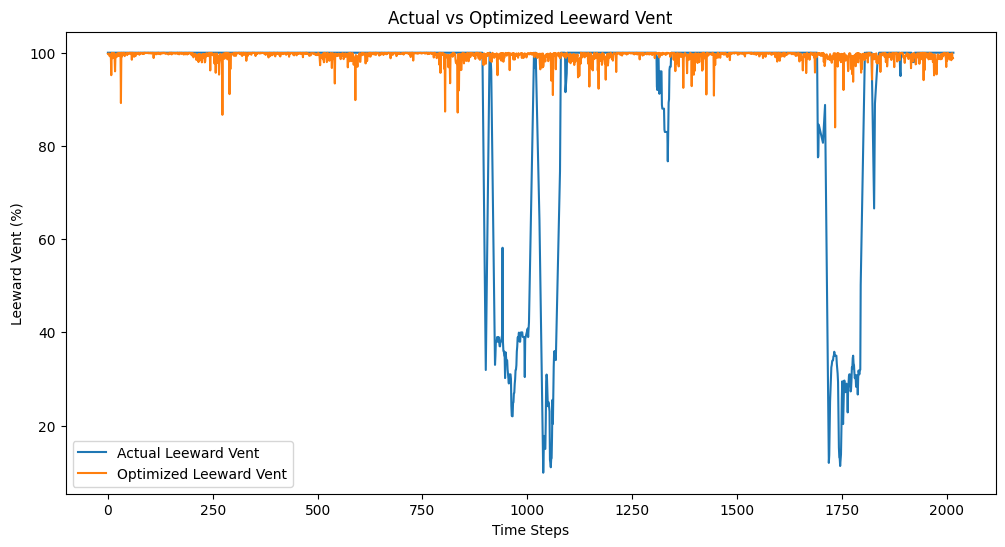 Actual vs Optimized Leeward Vent
Leeward Vent (%)
100
80
60
40
20
Actual Leeward Vent
Optimized Leeward Vent
0 250 500 750 1000 1250 1500 1750 2000
Time Steps